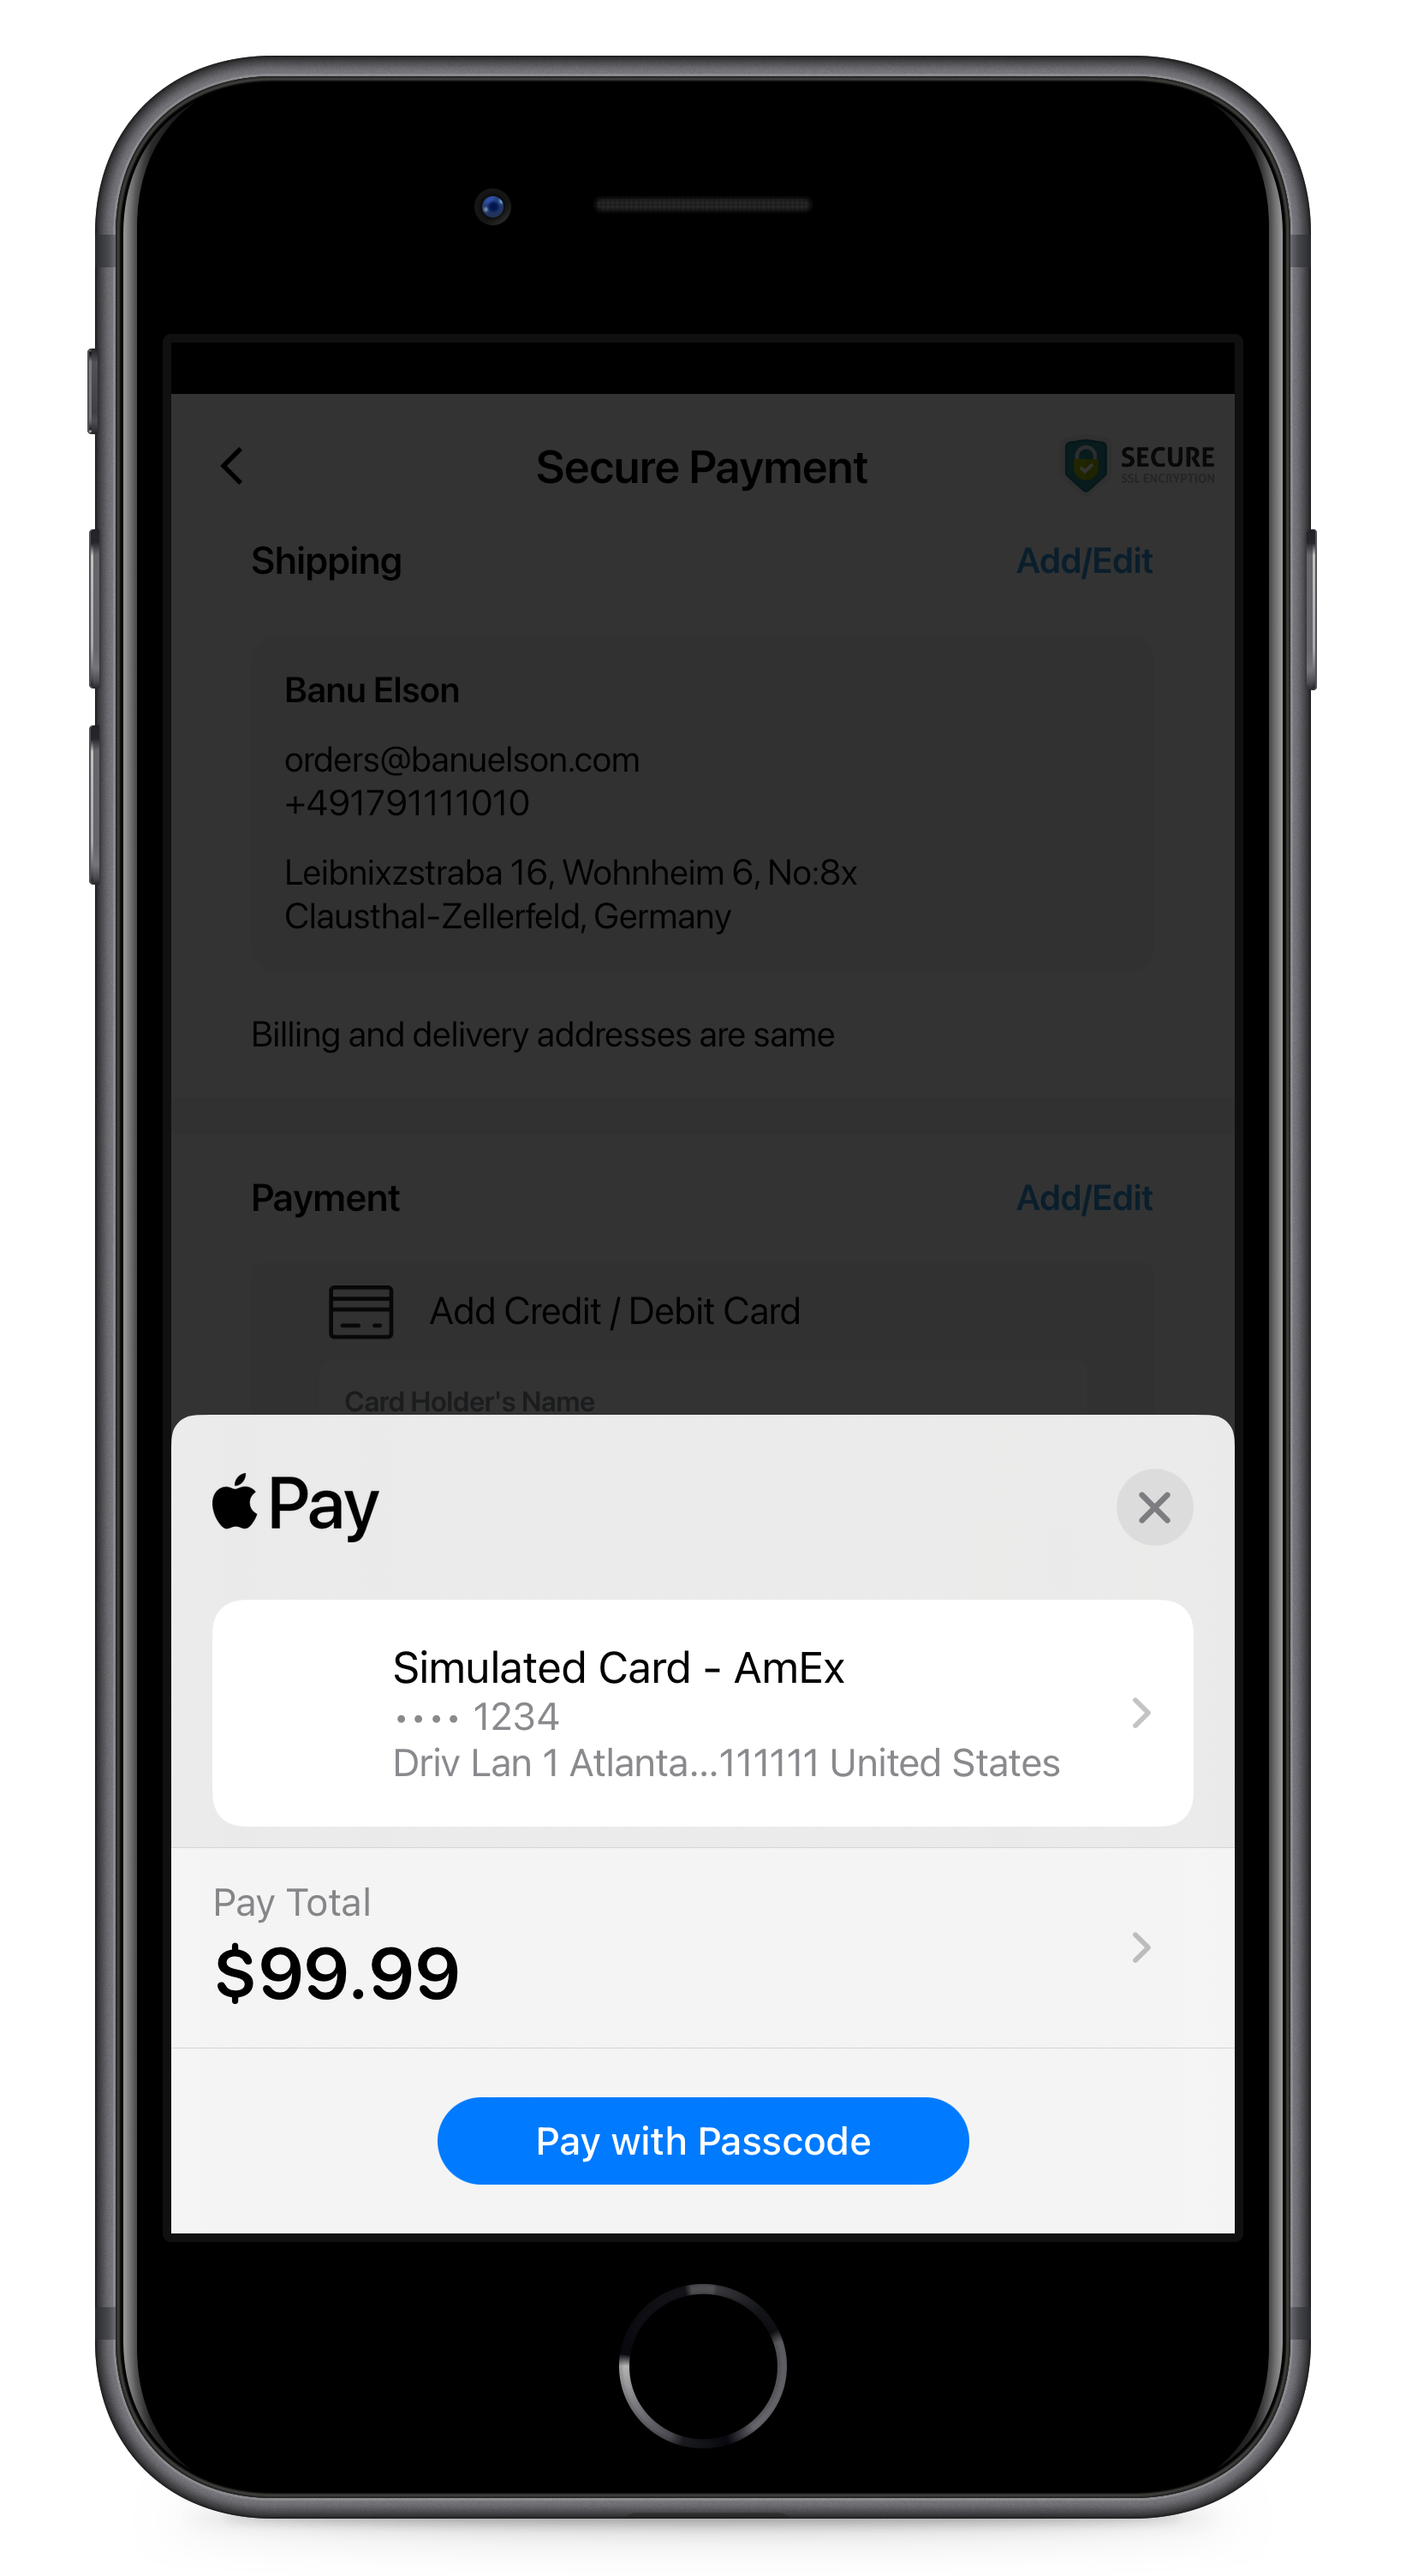 Secure Payment
SECURE
SSL ENCRYPTION
Shipping
Add/Edit
Banu Elson
orders@banuelson.com
+491791111010
Leibnixzstraba 16, Wohnheim 6, No:8x
Clausthal-Zellerfeld, Germany
Billing and delivery addresses are same
Payment
Add/Edit
Add Credit / Debit Card
Card Holder's Name
Pay
Simulated Card - AmEx
•••• 1234
Driv Lan 1 Atlanta...111111 United States
Pay Total
$99.99
Pay with Passcode